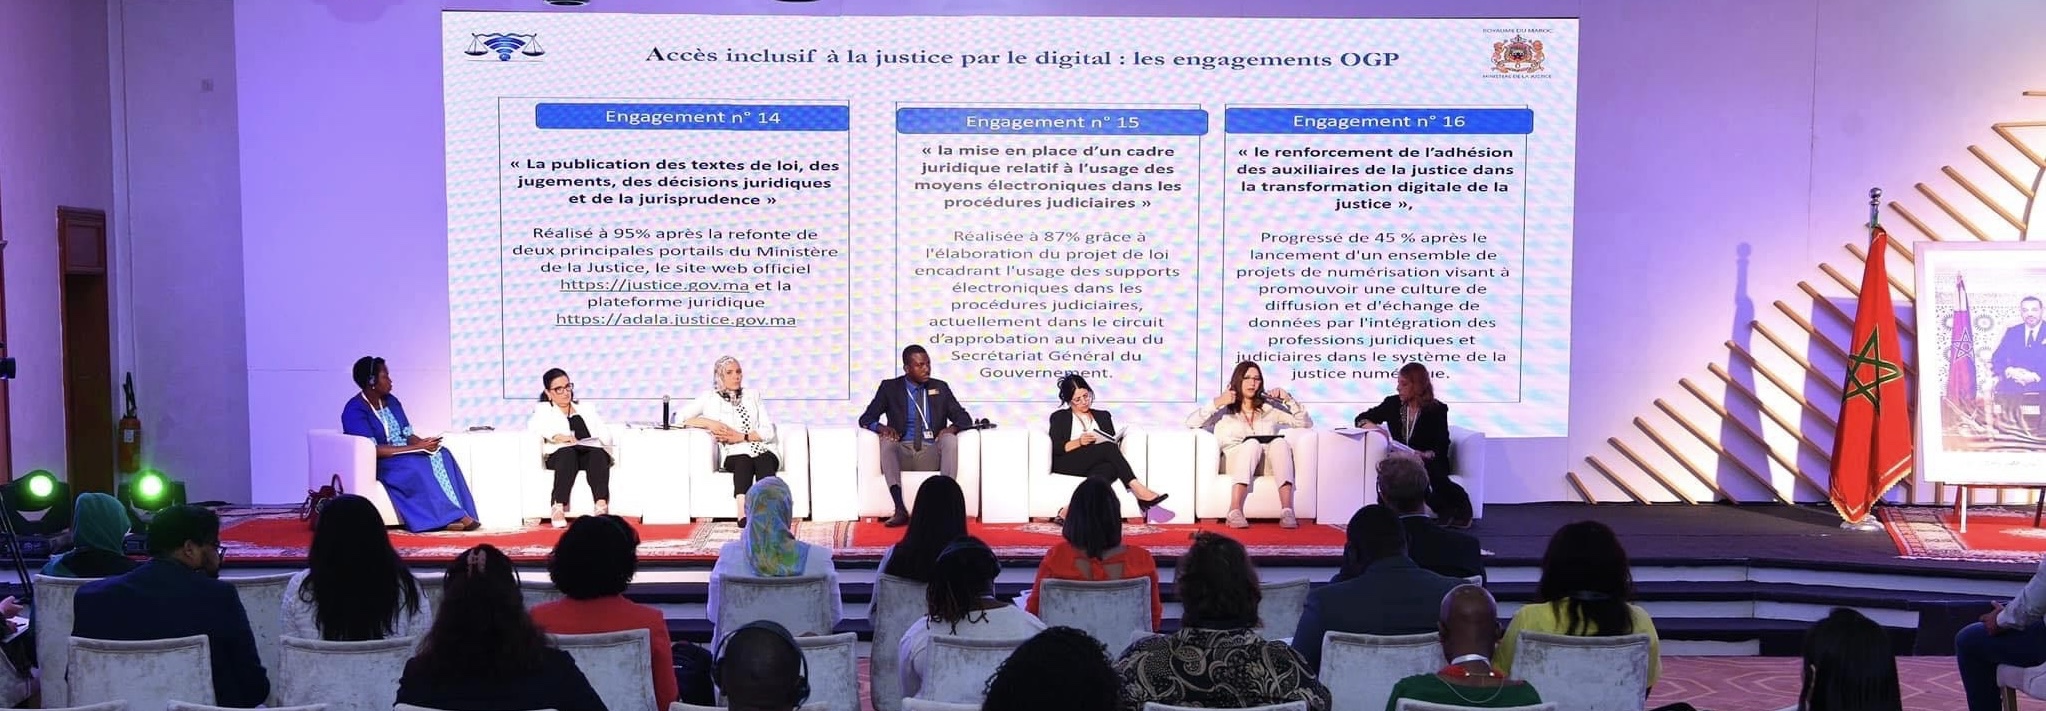 Accès inclusif à la justice par le digital : les engagements OGP
ROYAUME DU MAROC
MINISTÈRE DE LA JUSTICE
Engagement n° 14
« La publication des textes de loi, des
jugements, des décisions juridiques
et de la jurisprudence »
Réalisé à 95% après la refonte de
deux principales portails du Ministère
de la Justice, le site web officiel
https://justice.gov.ma et la
plateforme juridique
https://adala.justice.gov.ma
Engagement n° 15
« la mise en place d'un cadre
juridique relatif à l'usage des
moyens électroniques dans les
procédures judiciaires »
Réalisée à 87% grâce à
l'élaboration du projet de loi
encadrant l'usage des supports
électroniques dans les
procédures judiciaires,
actuellement dans le circuit
d'approbation au niveau du
Secrétariat Général du
Gouvernement.
Engagement n° 16
« le renforcement de l'adhésion
des auxiliaires de la justice dans
la transformation digitale de la
justice »,
Progressé de 45 % après le
lancement d'un ensemble de
projets de numérisation visant à
promouvoir une culture de
diffusion et d'échange de
données par l'intégration des
professions juridiques et
judiciaires dans le système de la
justice